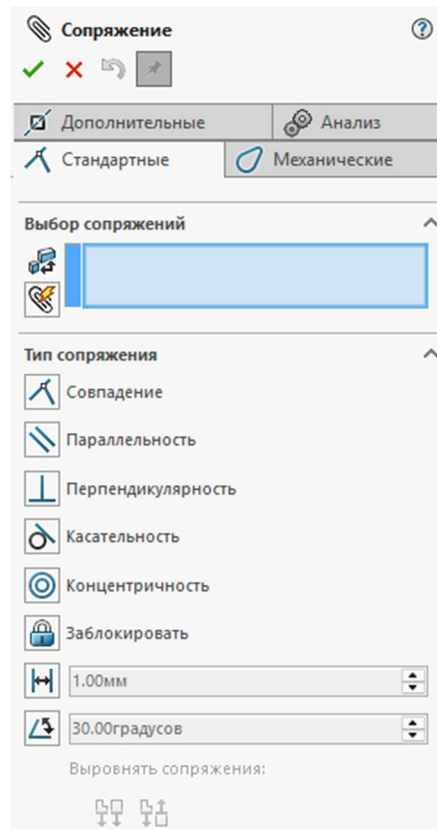 Сопряжение
Дополнительные
Анализ
Стандартные
Механические
Выбор сопряжений
Тип сопряжения
Совпадение
Параллельность
Перпендикулярность
Касательность
Концентричность
Заблокировать
1.00мм
30.00градусов
Выровнять сопряжения: